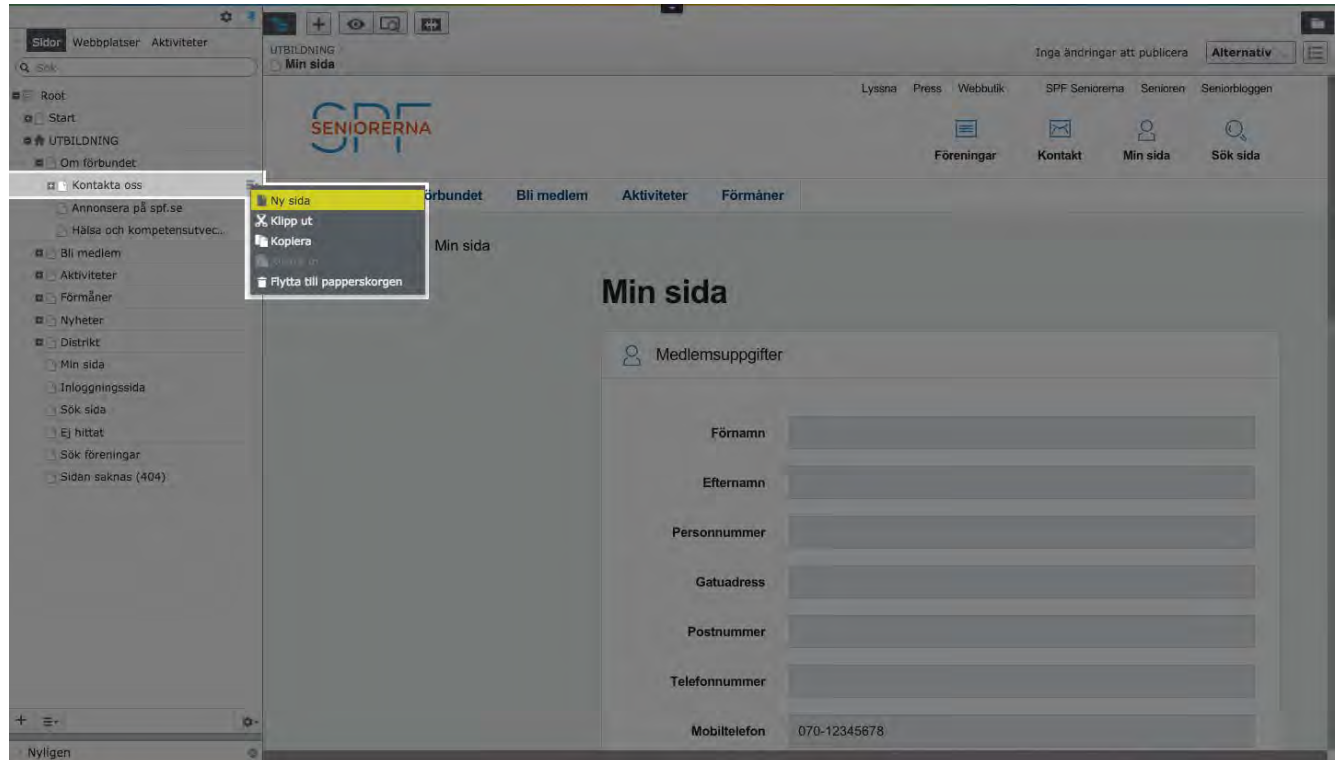 Sidor Webbplatser Aktiviteter
Sök
Root
Start
UTBILDNING
Om förbundet
Kontakta oss
Annonsera på spf.se
Hälsa och kompetensutvec..
Bli medlem
Aktiviteter
Förmåner
Nyheter
Distrikt
Min sida
Inloggningssida
Sök sida
Ej hittat
Sök föreningar
Sidan saknas (404)
Nyligen
Ny sida
Klipp ut
Kopiera
Flytta till papperskorgen
UTBILDNING
Min sida
Inga ändringar att publicera Alternativ
Lyssna Press Webbutik SPF Seniorerna Senioren Seniorbloggen
SPF
SENIORERNA
Föreningar Kontakt Min sida Sök sida
örbundet Bli medlem Aktiviteter Förmåner
Min sida
Min sida
Medlemsuppgifter
Förnamn
Efternamn
Personnummer
Gatuadress
Postnummer
Telefonnummer
Mobiltelefon 070-12345678